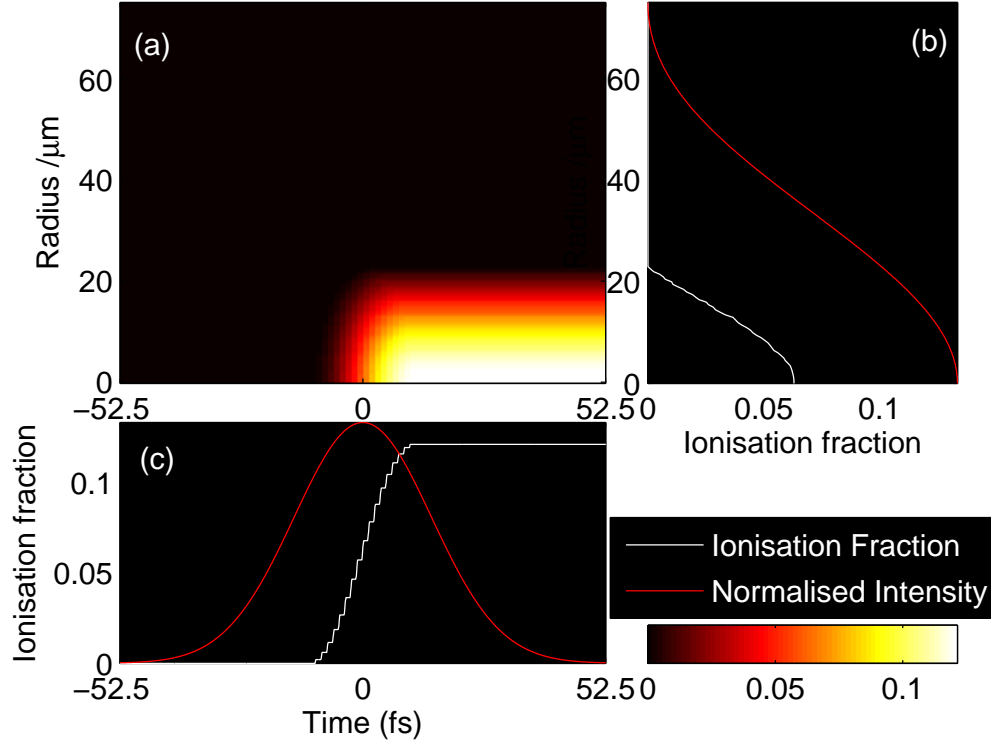 (a)
(b)
Radius /μm
60
40
20
0
−52.5
0
52.5
Radius /μm
60
40
20
0
0
0.05
0.1
Ionisation fraction
(c)
Ionisation fraction
0.1
0.05
0
−52.5
0
52.5
Time (fs)
Ionisation Fraction
Normalised Intensity
0
0.05
0.1